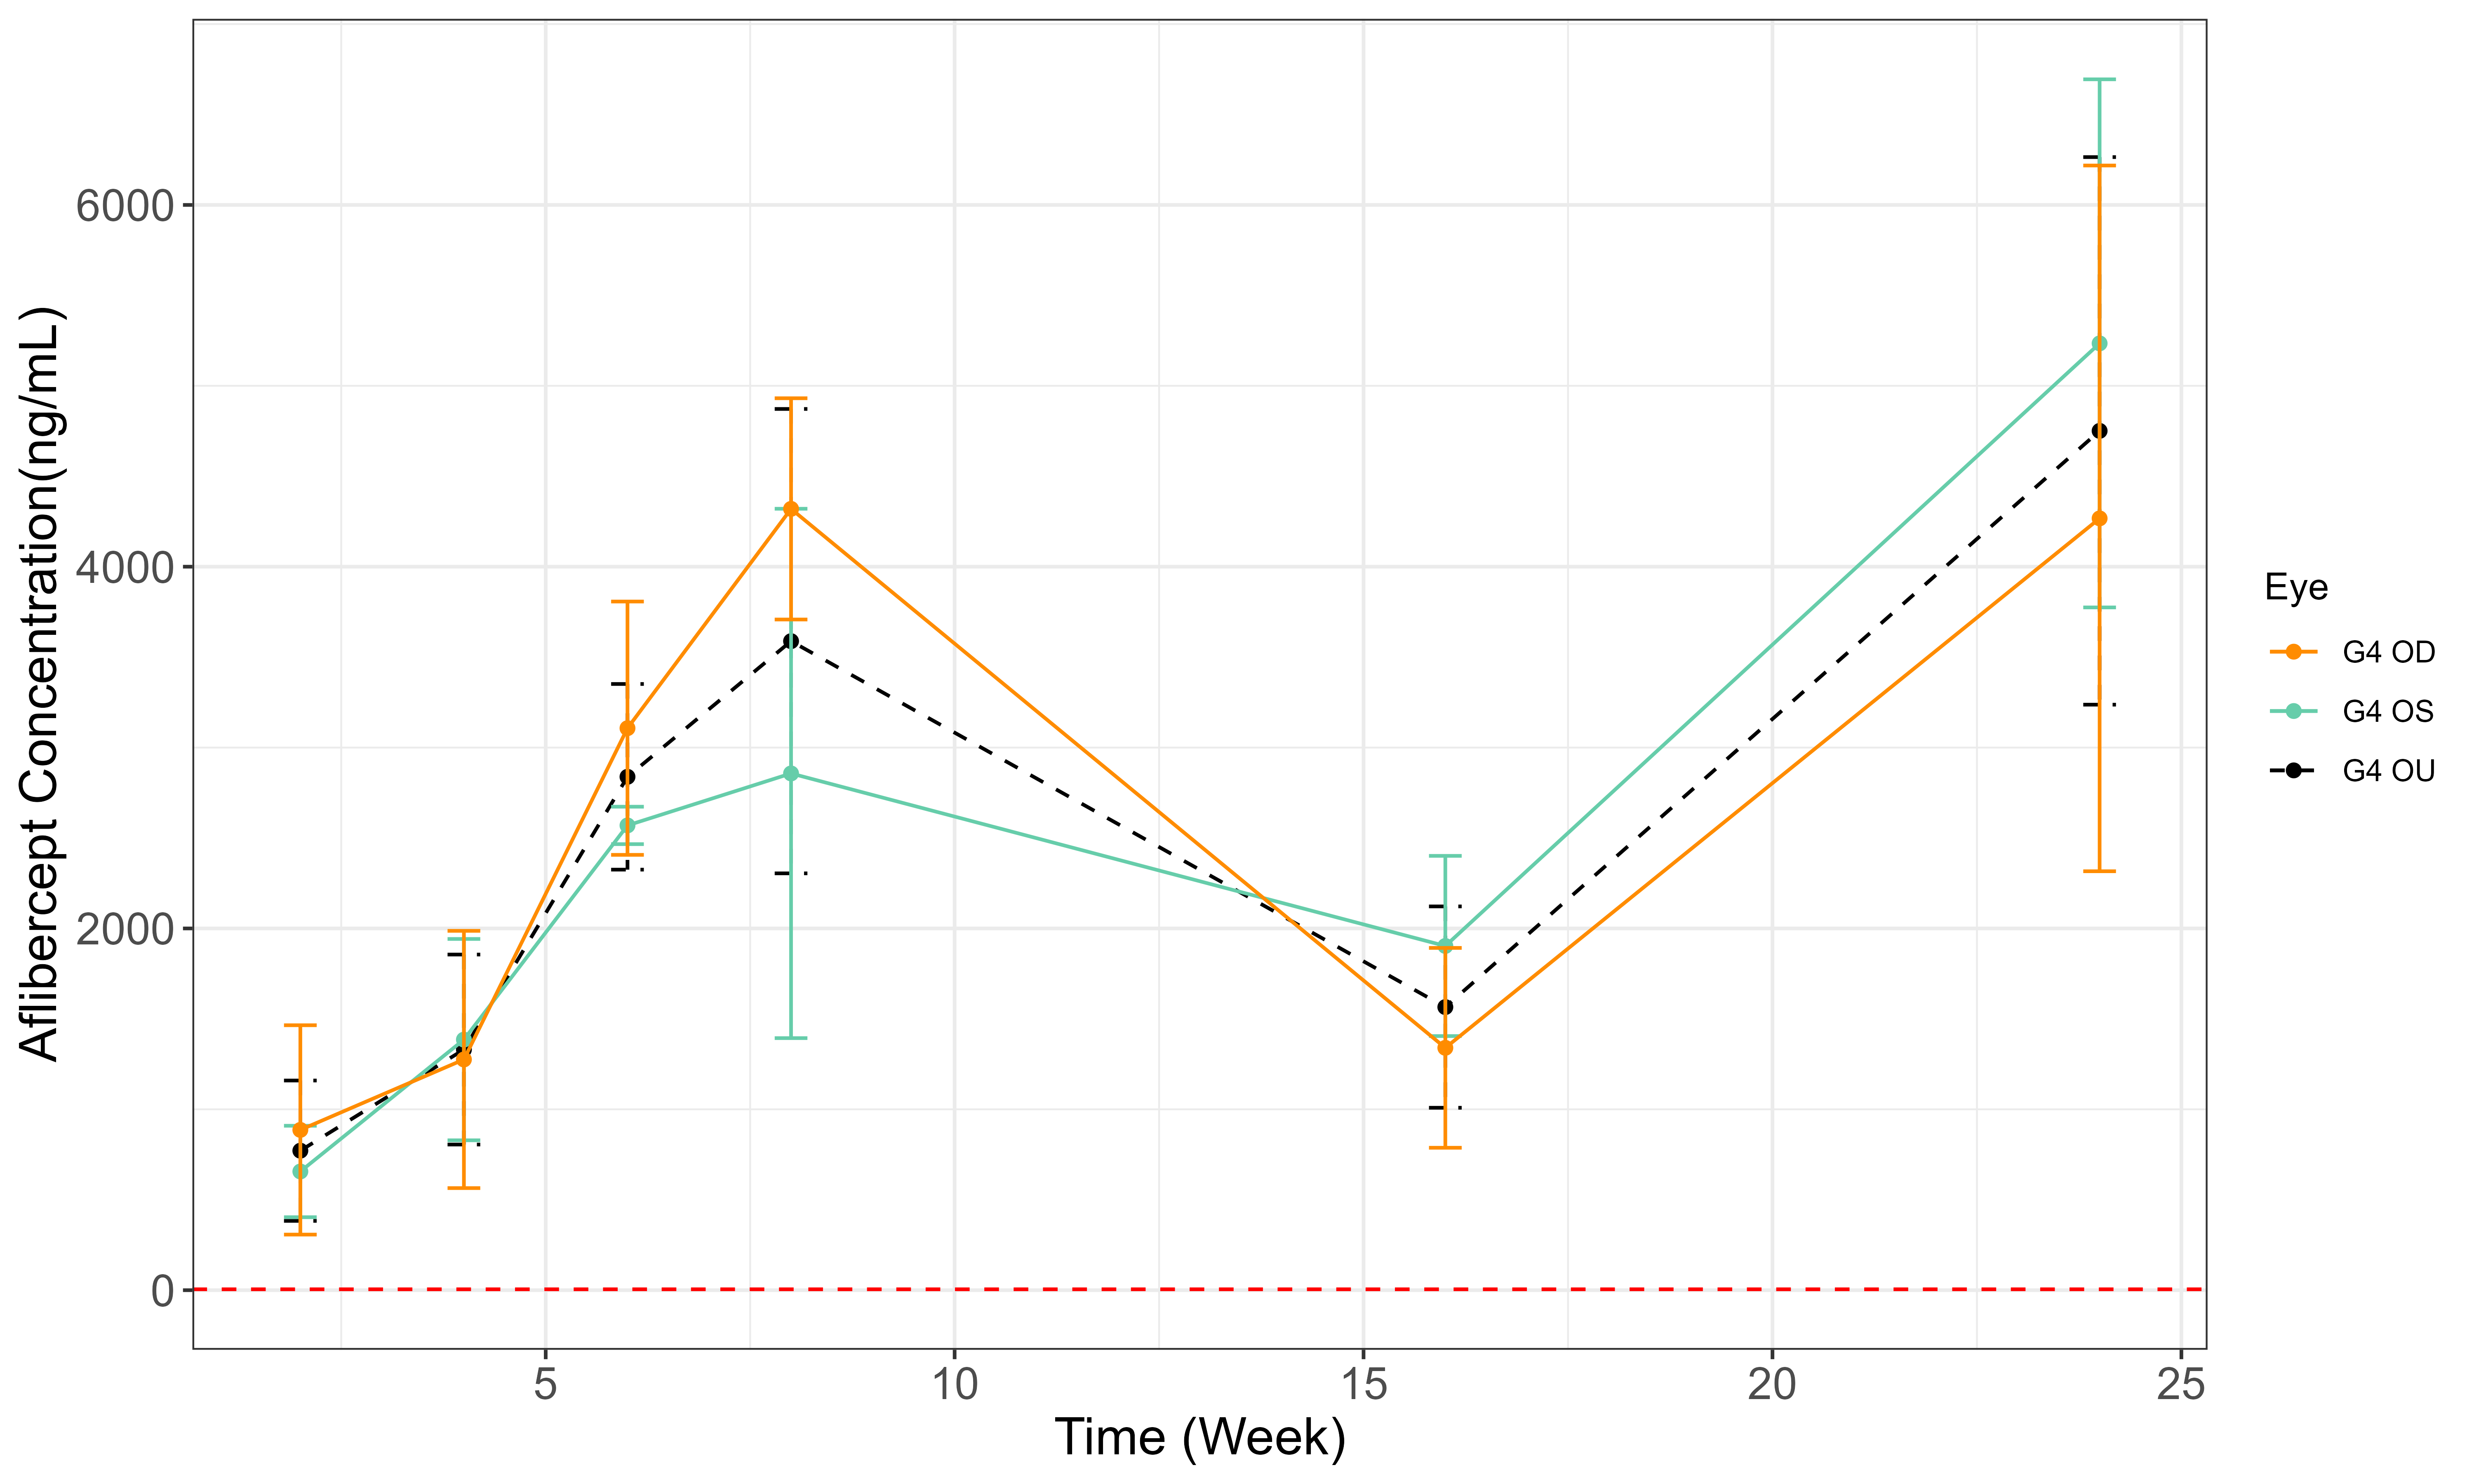 Aflibercept Concentration(ng/mL)
6000
4000
2000
0
5
10
15
20
25
Time (Week)
Eye
G4 OD
G4 OS
G4 OU